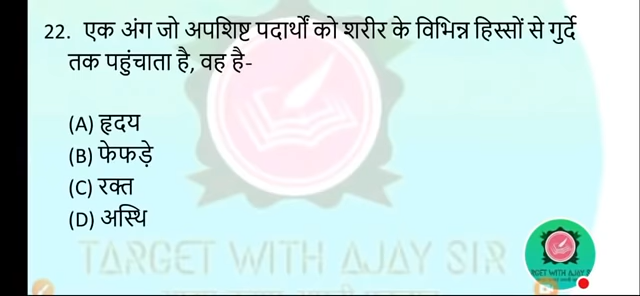 22. एक अंग जो अपशिष्ट पदार्थों को शरीर के विभिन्न हिस्सों से गुर्दे
तक पहुंचाता है, वह है-
(A) हृदय
(B) फेफड़े
(C) रक्त
(D) अस्थि
TARGET WITH AJAY SIR